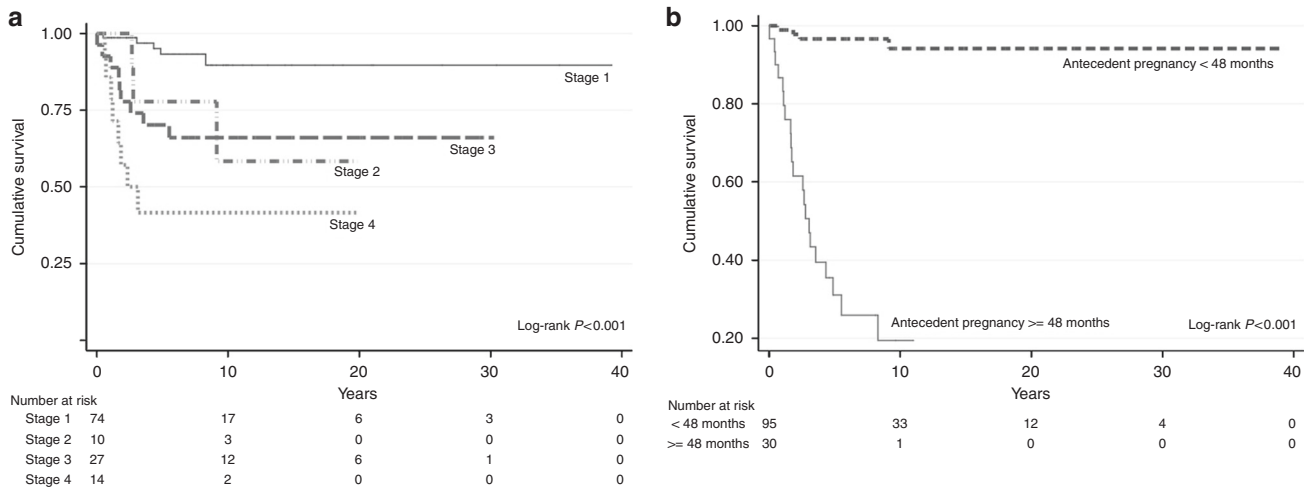 a
1.00
0.75
0.50
0.25
Cumulative survival
Stage 1
Stage 3
Stage 2
Stage 4
Log-rank P<0.001
0 10 20 30 40
Years
Number at risk
Stage 1 74 17 6 3 0
Stage 2 10 3 0 0 0
Stage 3 27 12 6 1 0
Stage 4 14 2 0 0 0
b
1.00
0.80
0.60
0.40
0.20
Cumulative survival
Antecedent pregnancy < 48 months
Antecedent pregnancy >= 48 months
Log-rank P<0.001
0 10 20 30 40
Years
Number at risk
< 48 months 95 33 12 4 0
>= 48 months 30 1 0 0 0